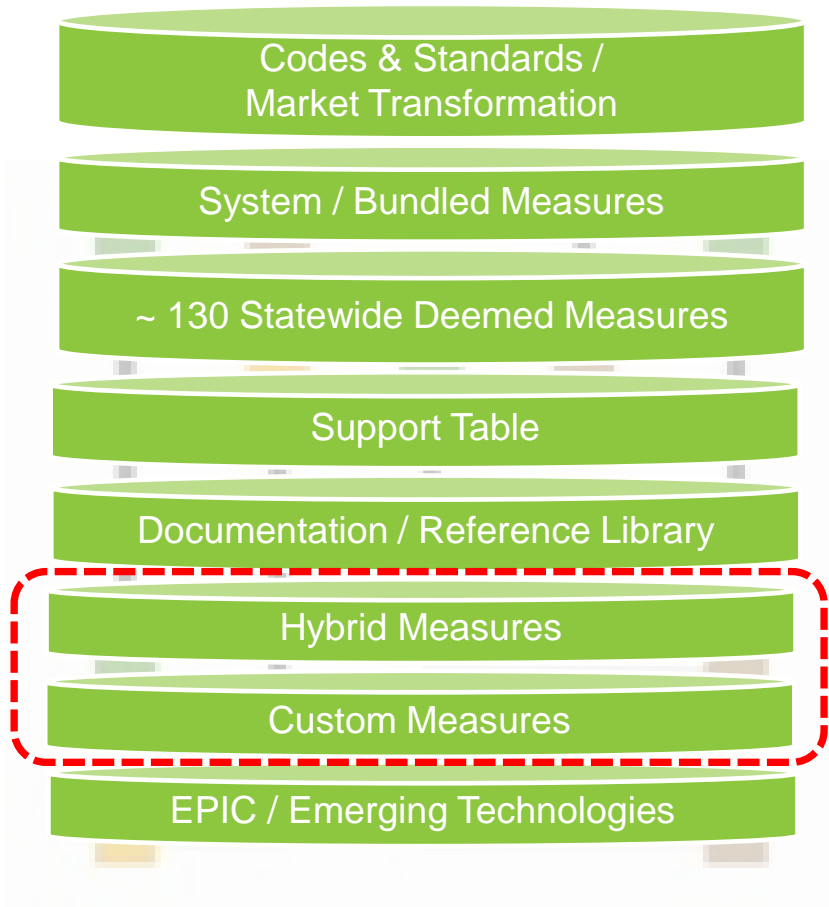 Codes & Standards /
Market Transformation
System / Bundled Measures
~ 130 Statewide Deemed Measures
Support Table
Documentation / Reference Library
Hybrid Measures
Custom Measures
EPIC / Emerging Technologies